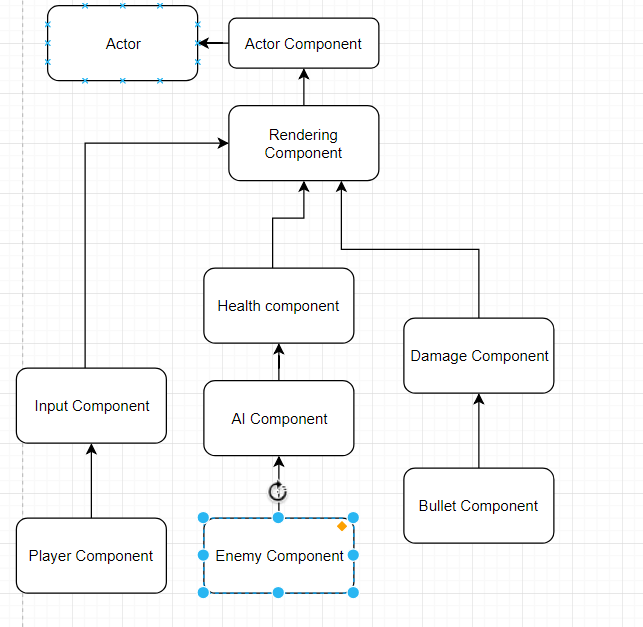 Actor
Actor Component
Rendering
Component
Health component
Damage Component
Input Component
AI Component
Bullet Component
Player Component
Enemy Component